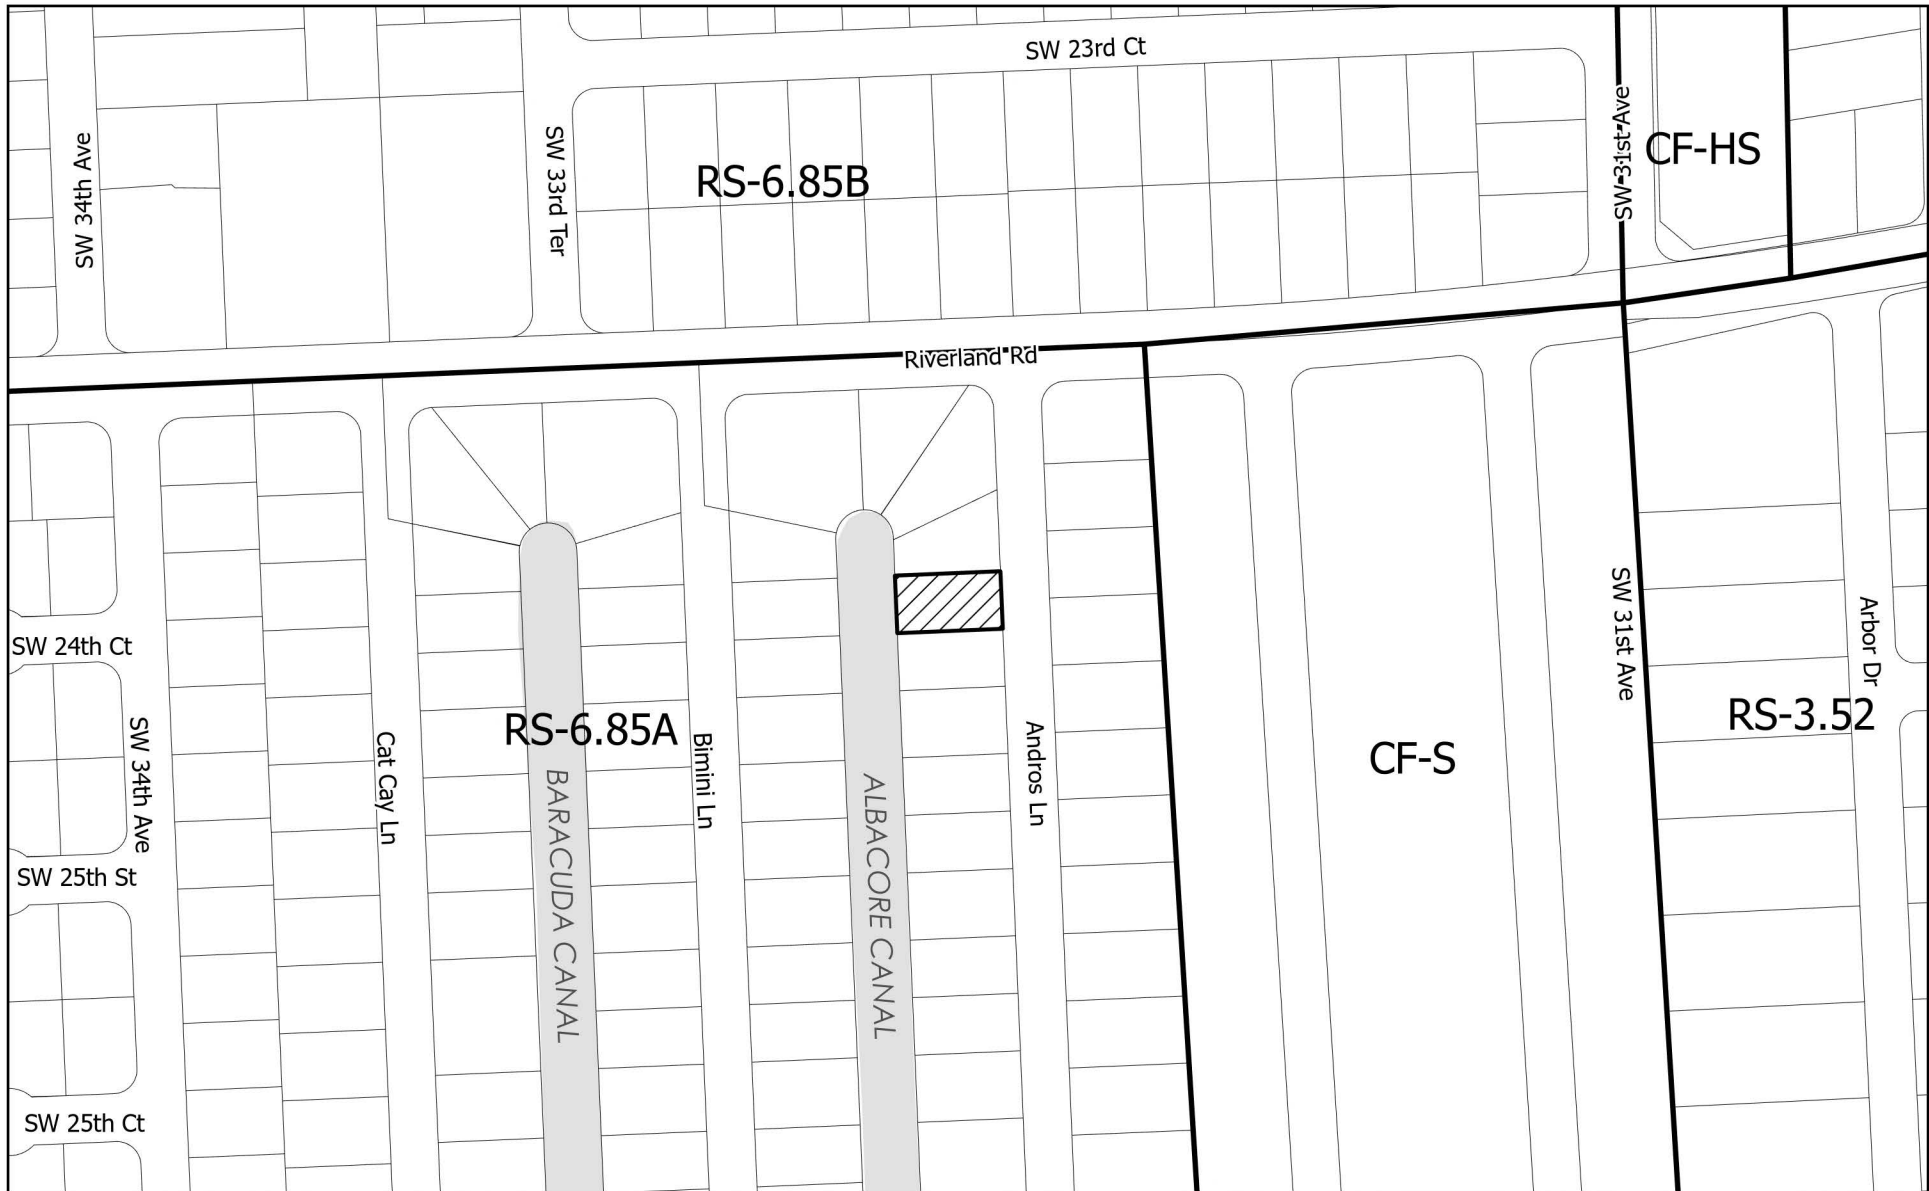 SW 23rd Ct
SW 34th Ave
SW 33rd Ter
RS-6.85B
SW 31st Ave
CF-HS
Riverland Rd
SW 24th Ct
SW 34th Ave
Cat Cay Ln
RS-6.85A
BARACUDA CANAL
Bimini Ln
ALBACORE CANAL
Andros Ln
CF-S
SW 31st Ave
RS-3.52
Arbor Dr
SW 25th St
SW 25th Ct